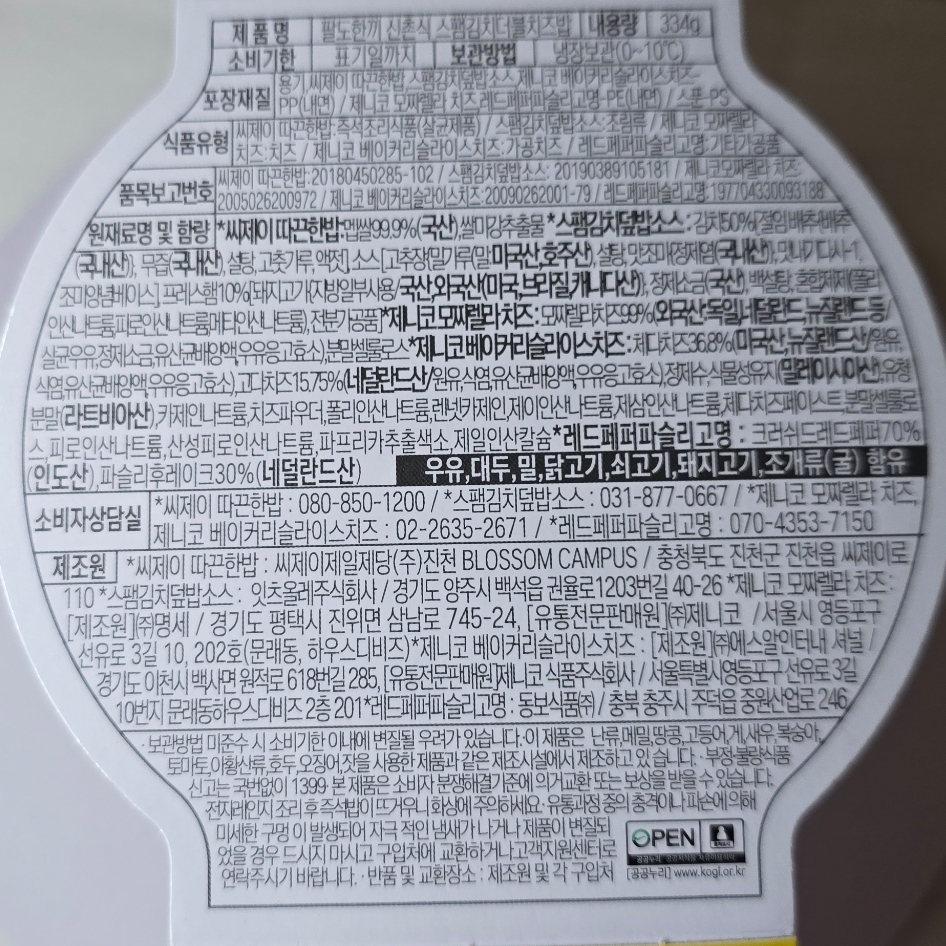 제품명 팔도한끼 신촌식 스팸김치더블치즈밥 내용량 334g
소비기한 표기일까지 보관방법 냉장보관(0~10℃)
포장재질 용기,씨제이 따끈한밥,스팸김치덮밥소스,제니코 베이커리슬라이스치즈-
PP(내면) / 제니코 모짜렐라 치즈,레드페퍼파슬리고명-PE(내면) / 스푼-PS
식품유형 씨제이 따끈한밥:즉석조리식품(살균제품) / 스팸김치덮밥소스:조림류 / 제니코 모짜렐라
치즈:치즈 / 제니코 베이커리슬라이스치즈:가공치즈 / 레드페퍼파슬리고명:기타가공품
품목보고번호 씨제이 따끈한밥:20180450285-102 / 스팸김치덮밥소스: 20190389105181 / 제니코모짜렐라 치즈:
2005026200972 / 제니코 베이커리슬라이스치즈:20090262001-79 / 레드페퍼파슬리고명:197704330093188
원재료명 및 함량 *씨제이 따끈한밥:멥쌀99.9%(국산),쌀미강추출물 *스팸김치덮밥소스 : 김치50%[절임배추(배추
(국내산)), 무즙(국내산), 설탕, 고춧가루, 액젓], 소스[고추장(밀가루(밀:미국산,호주산), 설탕, 맛조미정제염(국내산)), 맛내기다시-1,
조미양념베이스], 프레스햄10%[돼지고기(지방일부사용/국산,외국산(미국,브라질,캐나다산)), 정제소금(국산), 백설탕, 혼합제제(폴리
인산나트륨,피로인산나트륨,메타인산나트륨), 전분가공품 *제니코 모짜렐라 치즈 : 모짜렐라치즈99%(외국산:독일,네덜란드,뉴질랜드 등/
살균우유,정제소금,유산균배양액,우유응고효소),분말셀룰로스*제니코 베이커리슬라이스치즈 : 체다치즈36.8%(미국산,뉴질랜드산/원유,
식염,유산균배양액,우유응고효소),고다치즈15.75%(네덜란드산/원유,식염,유산균배양액,우유응고효소),정제수,식물성유지(말레이시아산),유청
분말(라트비아산),카제인나트륨,치즈파우더,폴리인산나트륨,렌넷카제인,제이인산나트륨,제삼인산나트륨,체다치즈페이스트,분말셀룰로
스,피로인산나트륨,산성피로인산나트륨,파프리카추출색소,제일인산칼슘*레드페퍼파슬리고명 : 크러쉬드레드페퍼70%
(인도산),파슬리후레이크30%(네덜란드산) 우유,대두,밀,닭고기,쇠고기,돼지고기,조개류(굴) 함유
소비자상담실 *씨제이 따끈한밥 : 080-850-1200 / *스팸김치덮밥소스 : 031-877-0667 / *제니코 모짜렐라 치즈,
제니코 베이커리슬라이스치즈 : 02-2635-2671 / *레드페퍼파슬리고명 : 070-4353-7150
제조원 *씨제이 따끈한밥 : 씨제이제일제당(주)진천 BLOSSOM CAMPUS / 충청북도 진천군 진천읍 씨제이로
110 *스팸김치덮밥소스 : 잇츠올레주식회사 / 경기도 양주시 백석읍 권율로1203번길 40-26 *제니코 모짜렐라 치즈 :
[제조원]㈜명세 / 경기도 평택시 진위면 삼남로 745-24, [유통전문판매원]㈜제니코 /서울시 영등포구
선유로 3길 10, 202호(문래동, 하우스디비즈)*제니코 베이커리슬라이스치즈 : [제조원]㈜에스알인터내셔널 /
경기도 이천시 백사면 원적로 618번길 285, [유통전문판매원]제니코 식품주식회사 / 서울특별시영등포구 선유로 3길
10번지 문래동하우스디비즈 2층 201*레드페퍼파슬리고명 : 동보식품㈜ / 충북 충주시 주덕읍 중원산업로 246
· 보관방법 미준수 시 소비기한 이내에 변질될 우려가 있습니다. 이 제품은 난류,메밀,땅콩,고등어,게,새우,복숭아,
토마토,아황산류,호두,오징어,잣을 사용한 제품과 같은 제조시설에서 제조하고 있습니다. · 부정·불량식품
신고는 국번없이 1399· 본 제품은 소비자 분쟁해결기준에 의거교환 또는 보상을 받을 수 있습니다.
전자레인지 조리 후 즉석밥이 뜨거우니 화상에 주의하세요· 유통과정 중의 충격이나 파손에 의해
미세한 구멍 이 발생되어 자극 적인 냄새가 나거나 제품이 변질되
었을 경우 드시지 마시고 구입처에 교환하거나고객지원센터로
연락주시기 바랍니다. · 반품 및 교환장소 : 제조원 및 각 구입처
OPEN 출처표시
공공누리 공공저작물 자유이용허락
[공공누리] www.kogl.or.kr